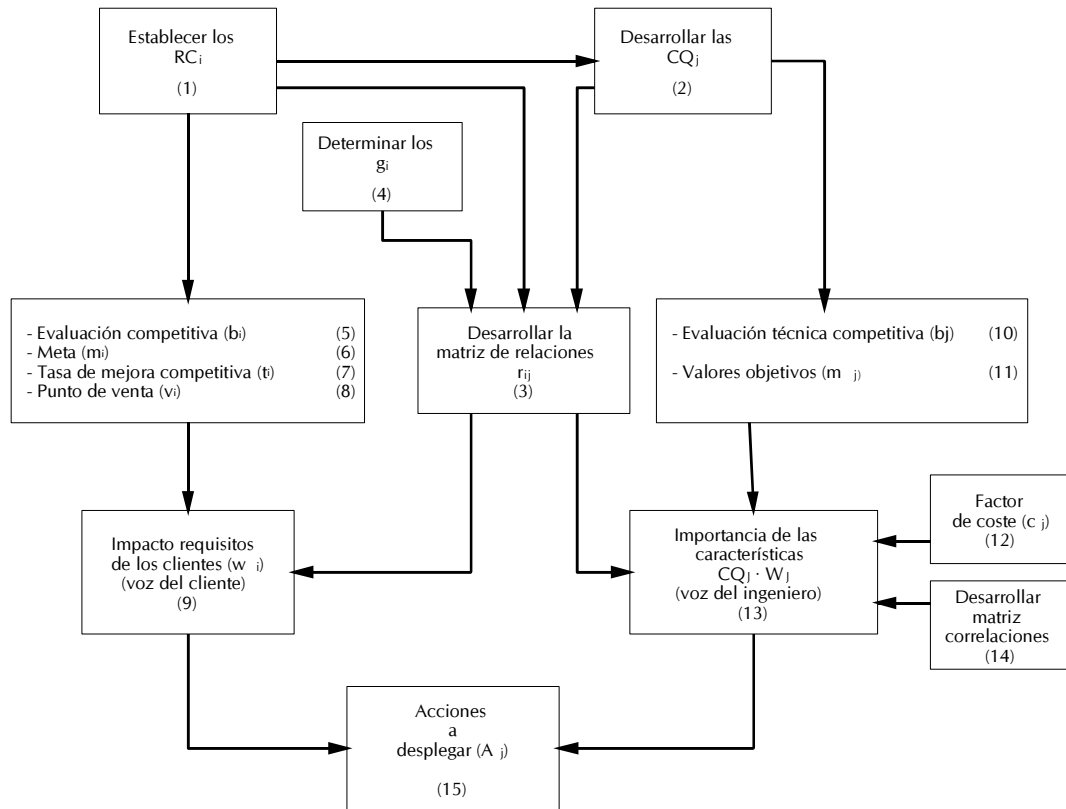 Establecer los
RCi
(1)
Desarrollar las
CQj
(2)
Determinar los
gi
(4)
- Evaluación competitiva (bi) (5)
- Meta (mi) (6)
- Tasa de mejora competitiva (ti) (7)
- Punto de venta (vi) (8)
Desarrollar la
matriz de relaciones
rij
(3)
- Evaluación técnica competitiva (bj) (10)
- Valores objetivos (m j) (11)
Impacto requisitos
de los clientes (w i)
(voz del cliente)
(9)
Importancia de las
características
CQJ · WJ
(voz del ingeniero)
(13)
Factor
de coste (c j)
(12)
Desarrollar
matriz
correlaciones
(14)
Acciones
a
desplegar (A j)
(15)